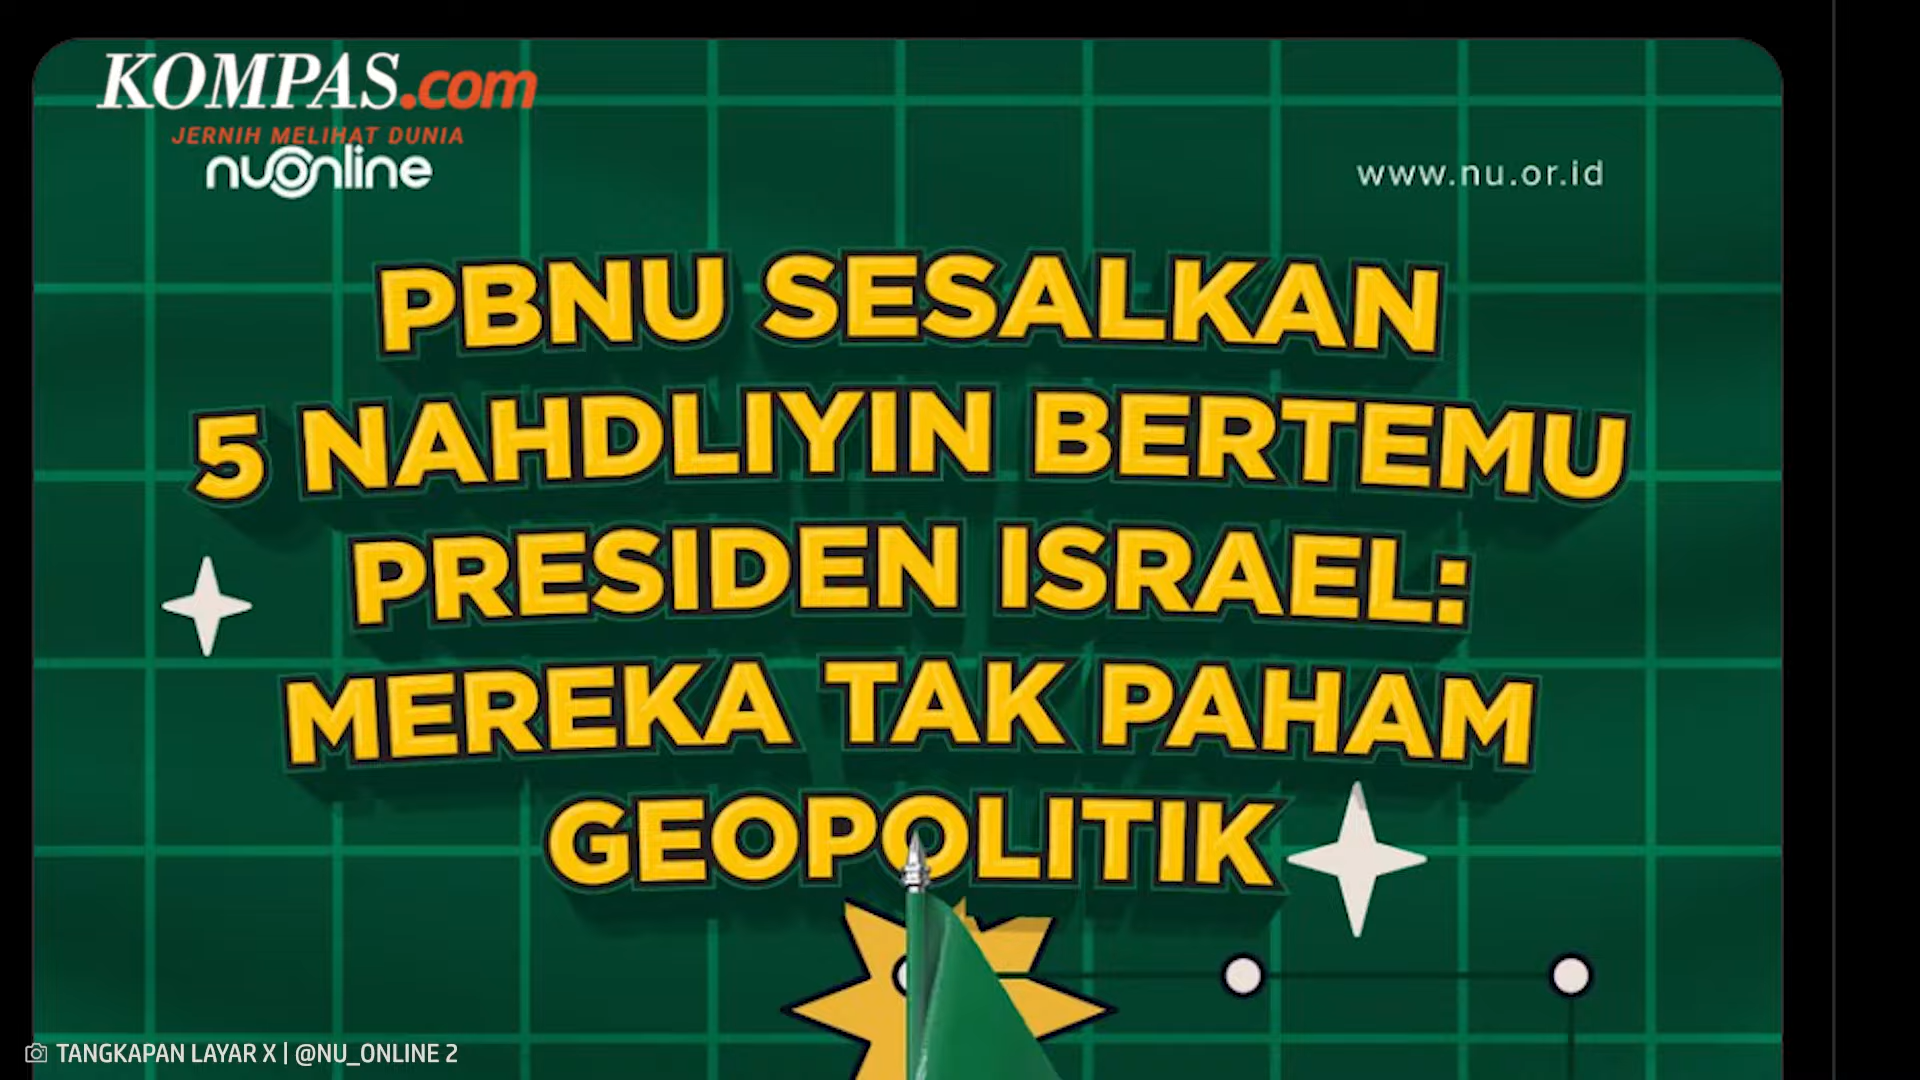 KOMPAS.com
JERNIH MELIHAT DUNIA
nuonline
www.nu.or.id
PBNU SESALKAN
5 NAHDLIYIN BERTEMU
PRESIDEN ISRAEL:
MEREKA TAK PAHAM
GEOPOLITIK
TANGKAPAN LAYAR X | @NU_ONLINE 2